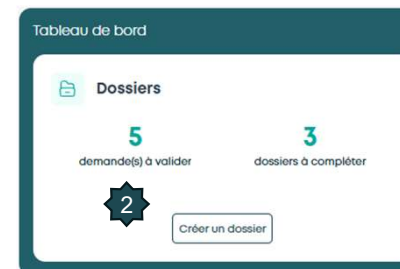 Tableau de bord
Dossiers
5 3
demande(s) à valider dossiers à compléter
2
Créer un dossier